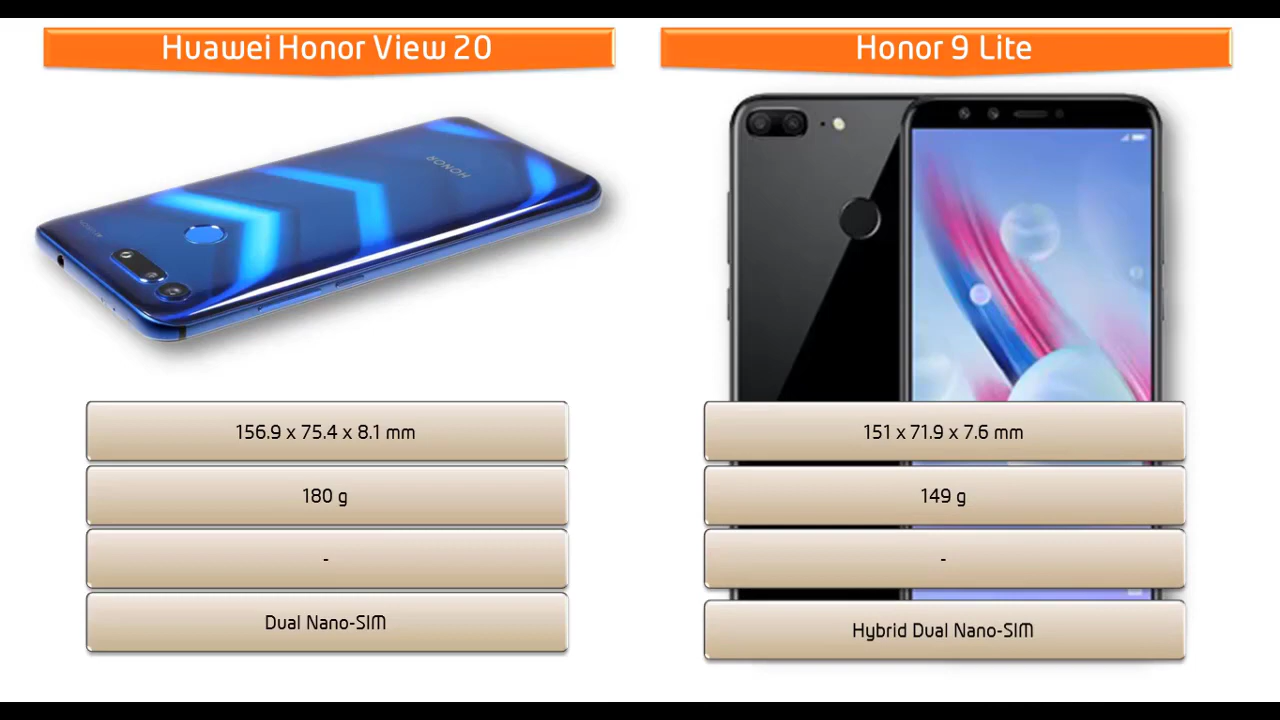 Huawei Honor View 20
Honor 9 Lite
HONOR
156.9 x 75.4 x 8.1 mm
151 x 71.9 x 7.6 mm
180 g
149 g
-
-
Dual Nano-SIM
Hybrid Dual Nano-SIM